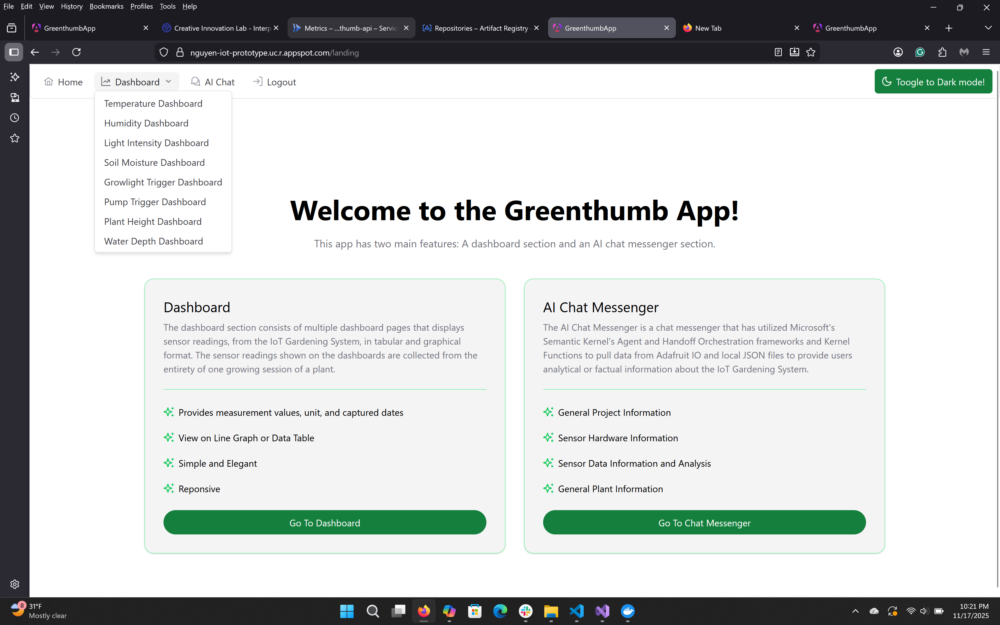 File Edit View History Bookmarks Profiles Tools Help
GreenthumbApp
Creative Innovation Lab - Interp
Metrics – ...thumb-api – Servic
Repositories – Artifact Registry -
GreenthumbApp
New Tab
GreenthumbApp
nguyen-iot-prototype.uc.r.appspot.com/landing
Home
Dashboard
AI Chat
Logout
Toogle to Dark mode!
Temperature Dashboard
Humidity Dashboard
Light Intensity Dashboard
Soil Moisture Dashboard
Growlight Trigger Dashboard
Pump Trigger Dashboard
Plant Height Dashboard
Water Depth Dashboard
Welcome to the Greenthumb App!
This app has two main features: A dashboard section and an AI chat messenger section.
Dashboard
The dashboard section consists of multiple dashboard pages that displays
sensor readings, from the IoT Gardening System, in tabular and graphical
format. The sensor readings shown on the dashboards are collected from the
entirety of one growing session of a plant.
Provides measurement values, unit, and captured dates
View on Line Graph or Data Table
Simple and Elegant
Reponsive
Go To Dashboard
AI Chat Messenger
The AI Chat Messenger is a chat messenger that has utilized Microsoft's
Semantic Kernel's Agent and Handoff Orchestration frameworks and Kernel
Functions to pull data from Adafruit IO and local JSON files to provide users
analytical or factual information about the IoT Gardening System.
General Project Information
Sensor Hardware Information
Sensor Data Information and Analysis
General Plant Information
Go To Chat Messenger
8
31°F
Mostly clear
10:21 PM
11/17/2025